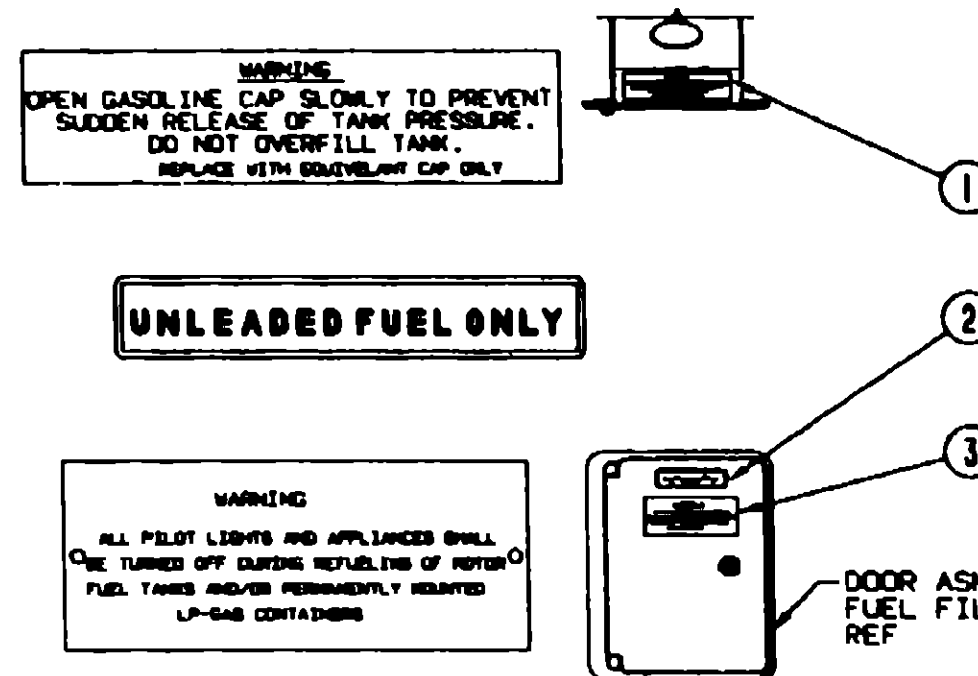 WARNING
OPEN GASOLINE CAP SLOWLY TO PREVENT
SUDDEN RELEASE OF TANK PRESSURE.
DO NOT OVERFILL TANK.
REPLACE WITH EQUIVELANT CAP ONLY
1
UNLEADED FUEL ONLY
2
3
WARNING
ALL PILOT LIGHTS AND APPLIANCES SHALL
BE TURNED OFF DURING REFUELING OF MOTOR
FUEL TANKS AND/OR PERMANENTLY MOUNTED
LP-GAS CONTAINERS
DOOR AS
FUEL FIL
REF